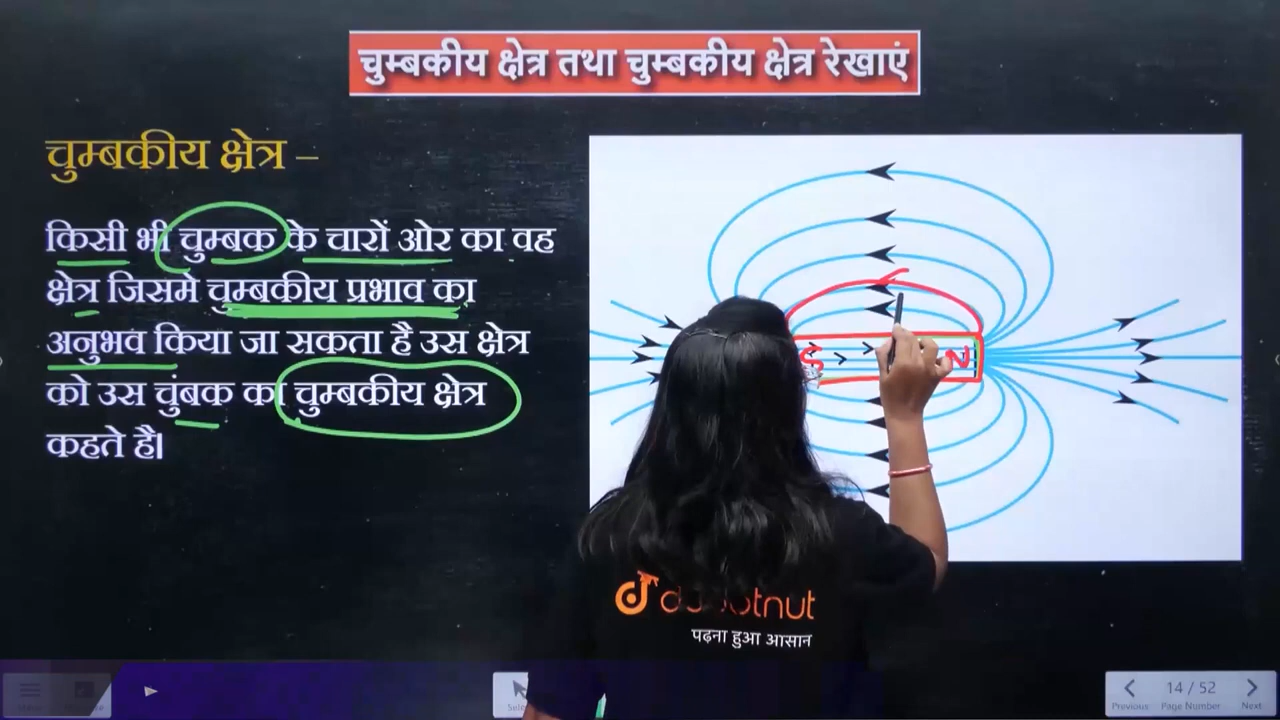 चुम्बकीय क्षेत्र तथा चुम्बकीय क्षेत्र रेखाएं
चुम्बकीय क्षेत्र –
किसी भी चुम्बक के चारों ओर का वह
क्षेत्र जिसमे चुम्बकीय प्रभाव का
अनुभव किया जा सकता है उस क्षेत्र
को उस चुंबक का चुम्बकीय क्षेत्र
कहते है।
S N
पढ़ना हुआ आसान
14 / 52
Previous Page Number Next